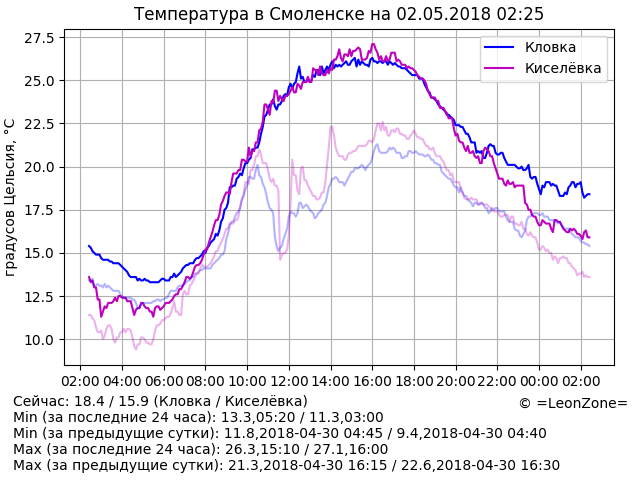 Температура в Смоленске на 02.05.2018 02:25
градусов Цельсия, °C
27.5
25.0
22.5
20.0
17.5
15.0
12.5
10.0
Кловка
Киселёвка
02:00 04:00 06:00 08:00 10:00 12:00 14:00 16:00 18:00 20:00 22:00 00:00 02:00
Сейчас: 18.4 / 15.9 (Кловка / Киселёвка)
© =LeonZone=
Min (за последние 24 часа): 13.3,05:20 / 11.3,03:00
Min (за предыдущие сутки): 11.8,2018-04-30 04:45 / 9.4,2018-04-30 04:40
Max (за последние 24 часа): 26.3,15:10 / 27.1,16:00
Max (за предыдущие сутки): 21.3,2018-04-30 16:15 / 22.6,2018-04-30 16:30